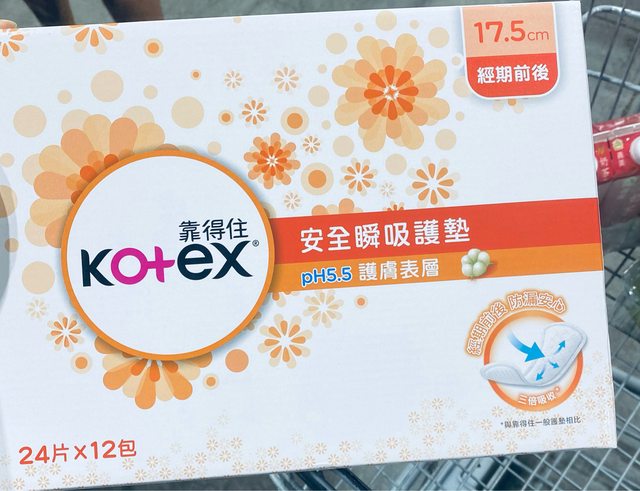 17.5cm
經期前後
靠得住
Kotex®
安全瞬吸護墊
pH5.5 護膚表層
經期前後 防漏安心
三倍吸收*
*與靠得住一般護墊相比
24片X12包